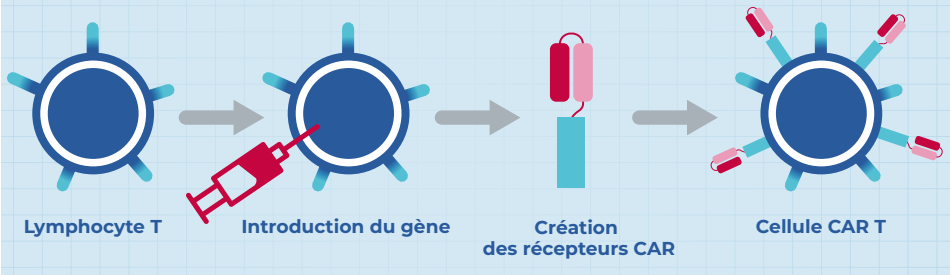 Lymphocyte T
Introduction du gène
Création
des récepteurs CAR
Cellule CAR T